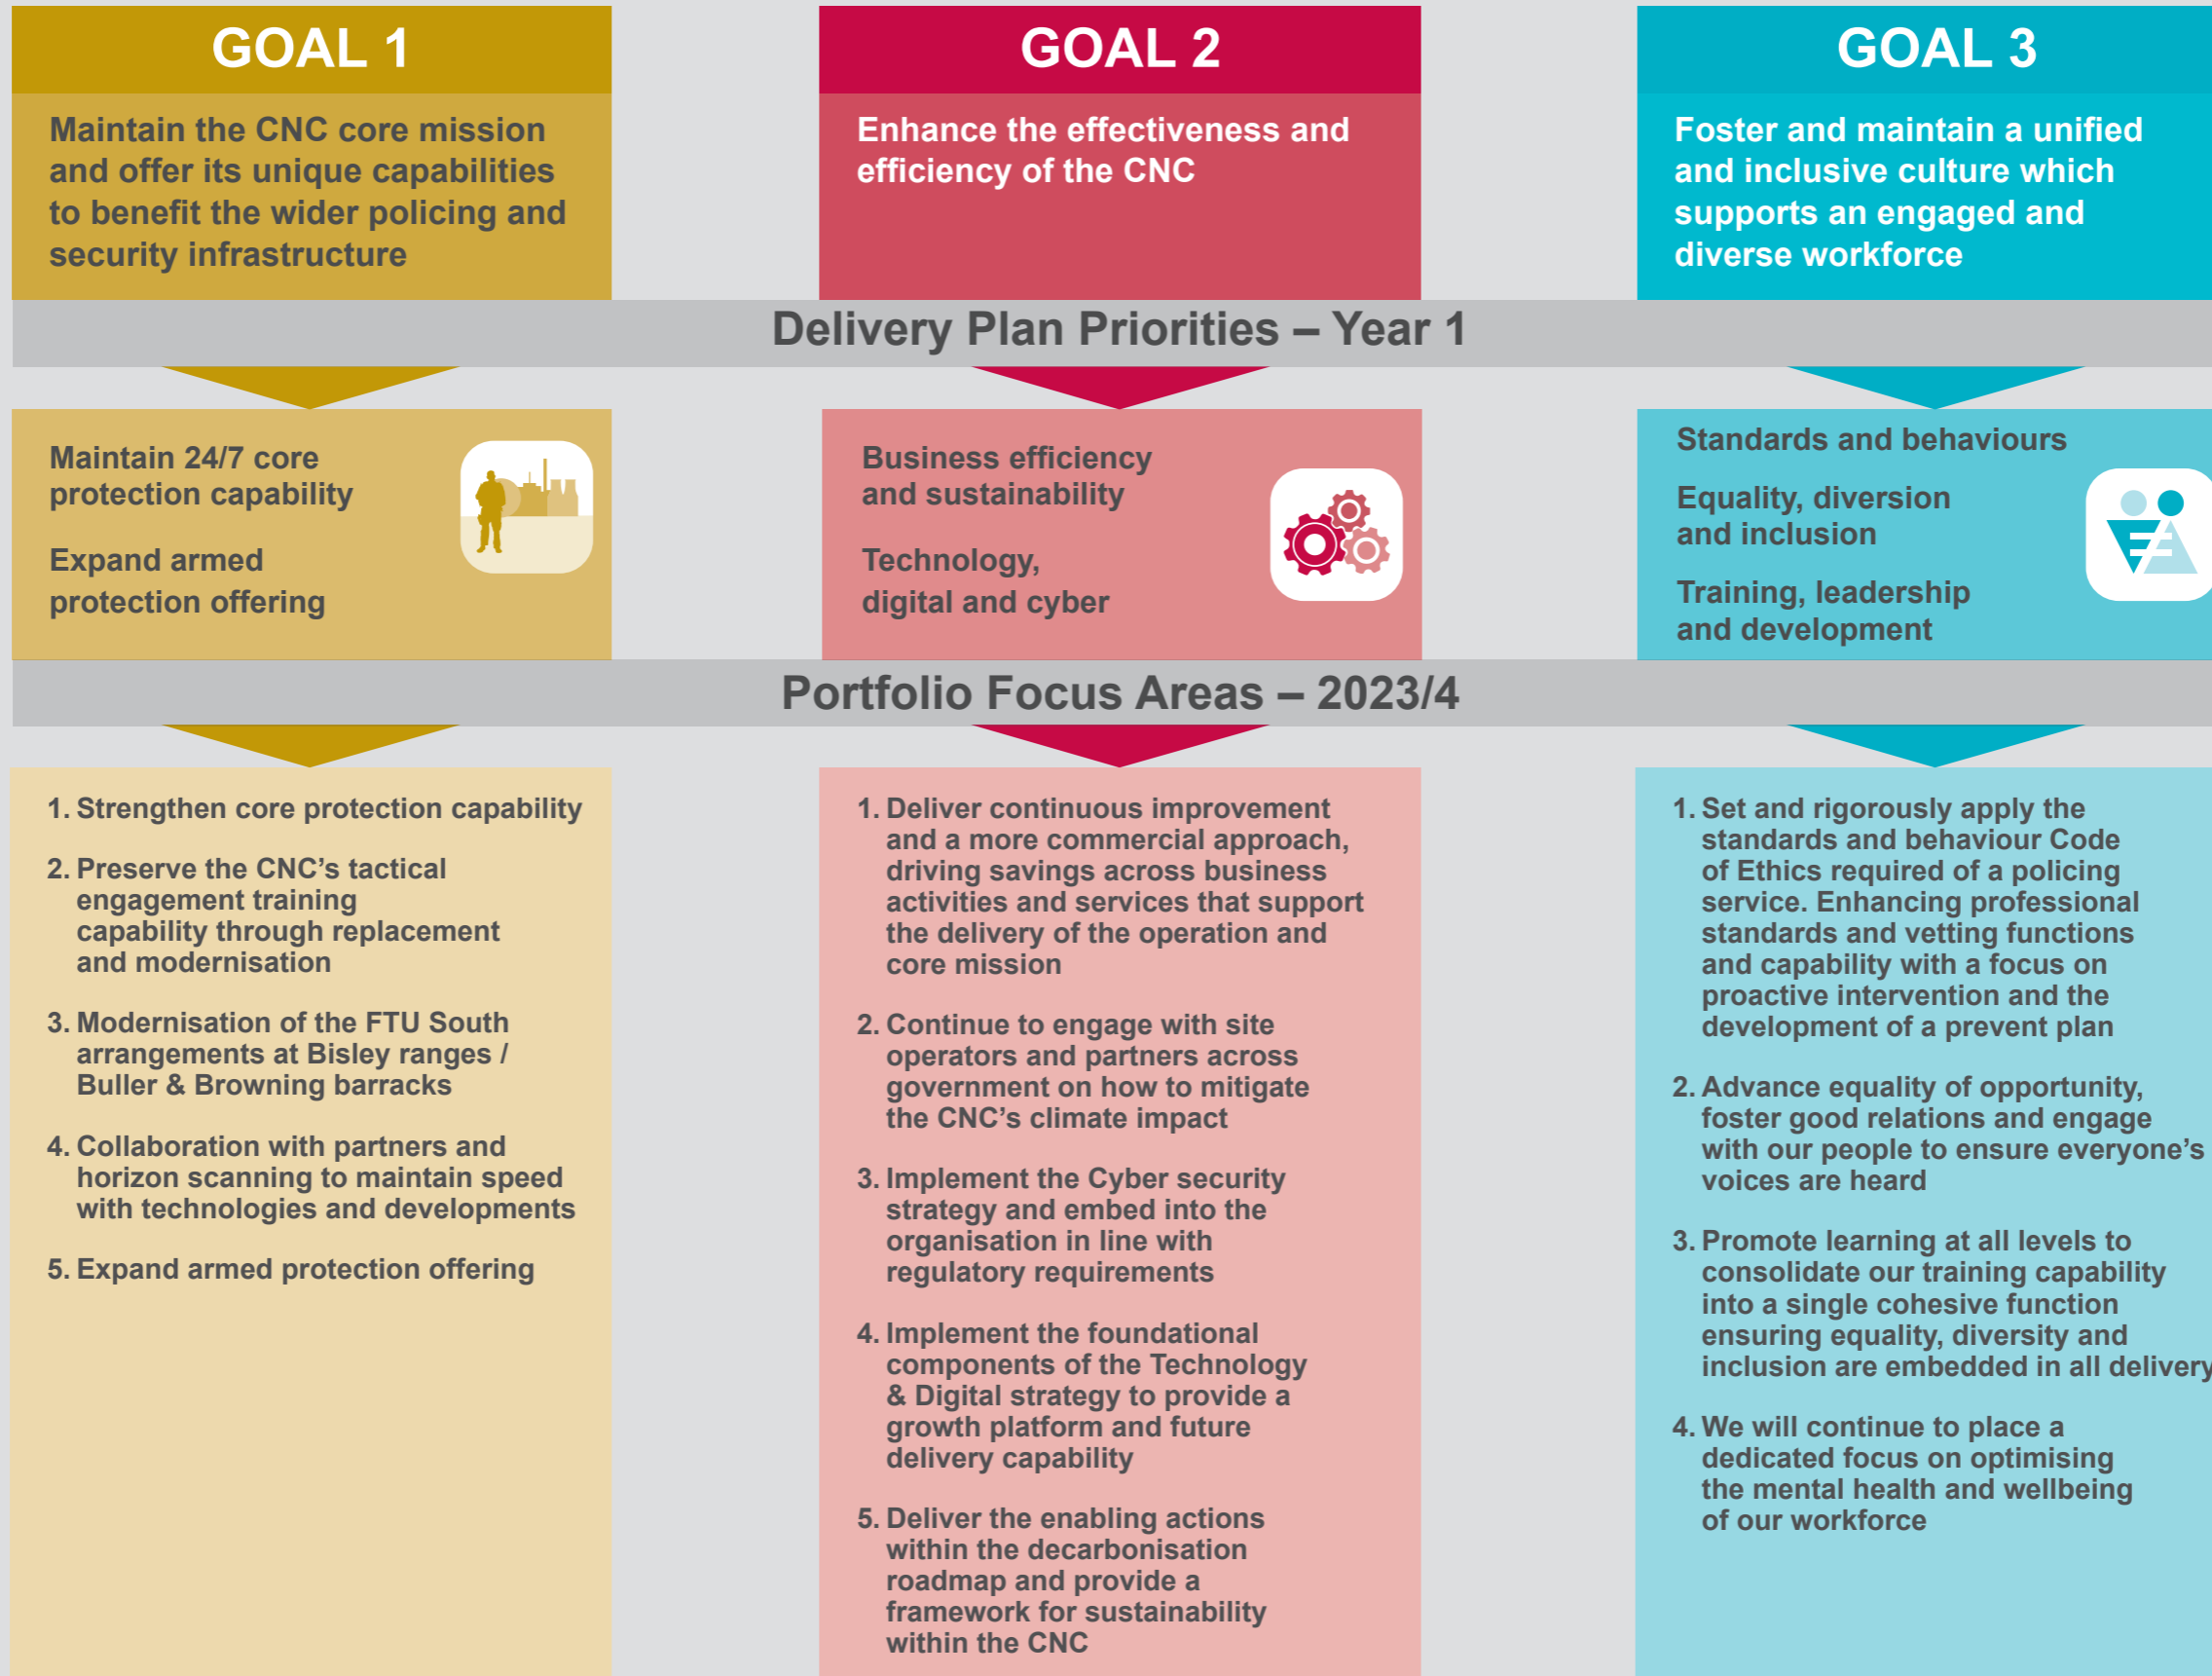 GOAL 1
Maintain the CNC core mission
and offer its unique capabilities
to benefit the wider policing and
security infrastructure
GOAL 2
Enhance the effectiveness and
efficiency of the CNC
GOAL 3
Foster and maintain a unified
and inclusive culture which
supports an engaged and
diverse workforce
Delivery Plan Priorities – Year 1
Maintain 24/7 core
protection capability
Expand armed
protection offering
Business efficiency
and sustainability
Technology,
digital and cyber
Standards and behaviours
Equality, diversion
and inclusion
Training, leadership
and development
Portfolio Focus Areas – 2023/4
1. Strengthen core protection capability
2. Preserve the CNC’s tactical
engagement training
capability through replacement
and modernisation
3. Modernisation of the FTU South
arrangements at Bisley ranges /
Buller & Browning barracks
4. Collaboration with partners and
horizon scanning to maintain speed
with technologies and developments
5. Expand armed protection offering
1. Deliver continuous improvement
and a more commercial approach,
driving savings across business
activities and services that support
the delivery of the operation and
core mission
2. Continue to engage with site
operators and partners across
government on how to mitigate
the CNC’s climate impact
3. Implement the Cyber security
strategy and embed into the
organisation in line with
regulatory requirements
4. Implement the foundational
components of the Technology
& Digital strategy to provide a
growth platform and future
delivery capability
5. Deliver the enabling actions
within the decarbonisation
roadmap and provide a
framework for sustainability
within the CNC
1. Set and rigorously apply the
standards and behaviour Code
of Ethics required of a policing
service. Enhancing professional
standards and vetting functions
and capability with a focus on
proactive intervention and the
development of a prevent plan
2. Advance equality of opportunity,
foster good relations and engage
with our people to ensure everyone’s
voices are heard
3. Promote learning at all levels to
consolidate our training capability
into a single cohesive function
ensuring equality, diversity and
inclusion are embedded in all delivery
4. We will continue to place a
dedicated focus on optimising
the mental health and wellbeing
of our workforce